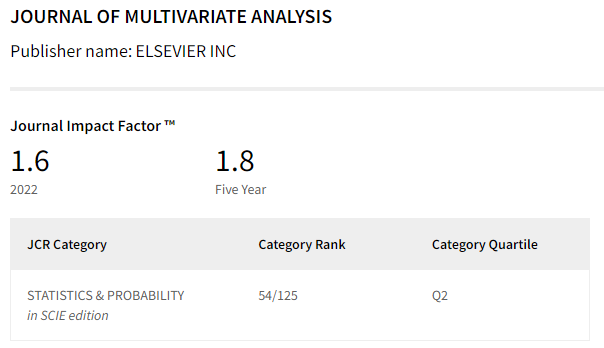 JOURNAL OF MULTIVARIATE ANALYSIS
Publisher name: ELSEVIER INC
Journal Impact Factor ™
1.6 1.8
2022 Five Year
JCR Category Category Rank Category Quartile
STATISTICS & PROBABILITY 54/125 Q2
in SCIE edition